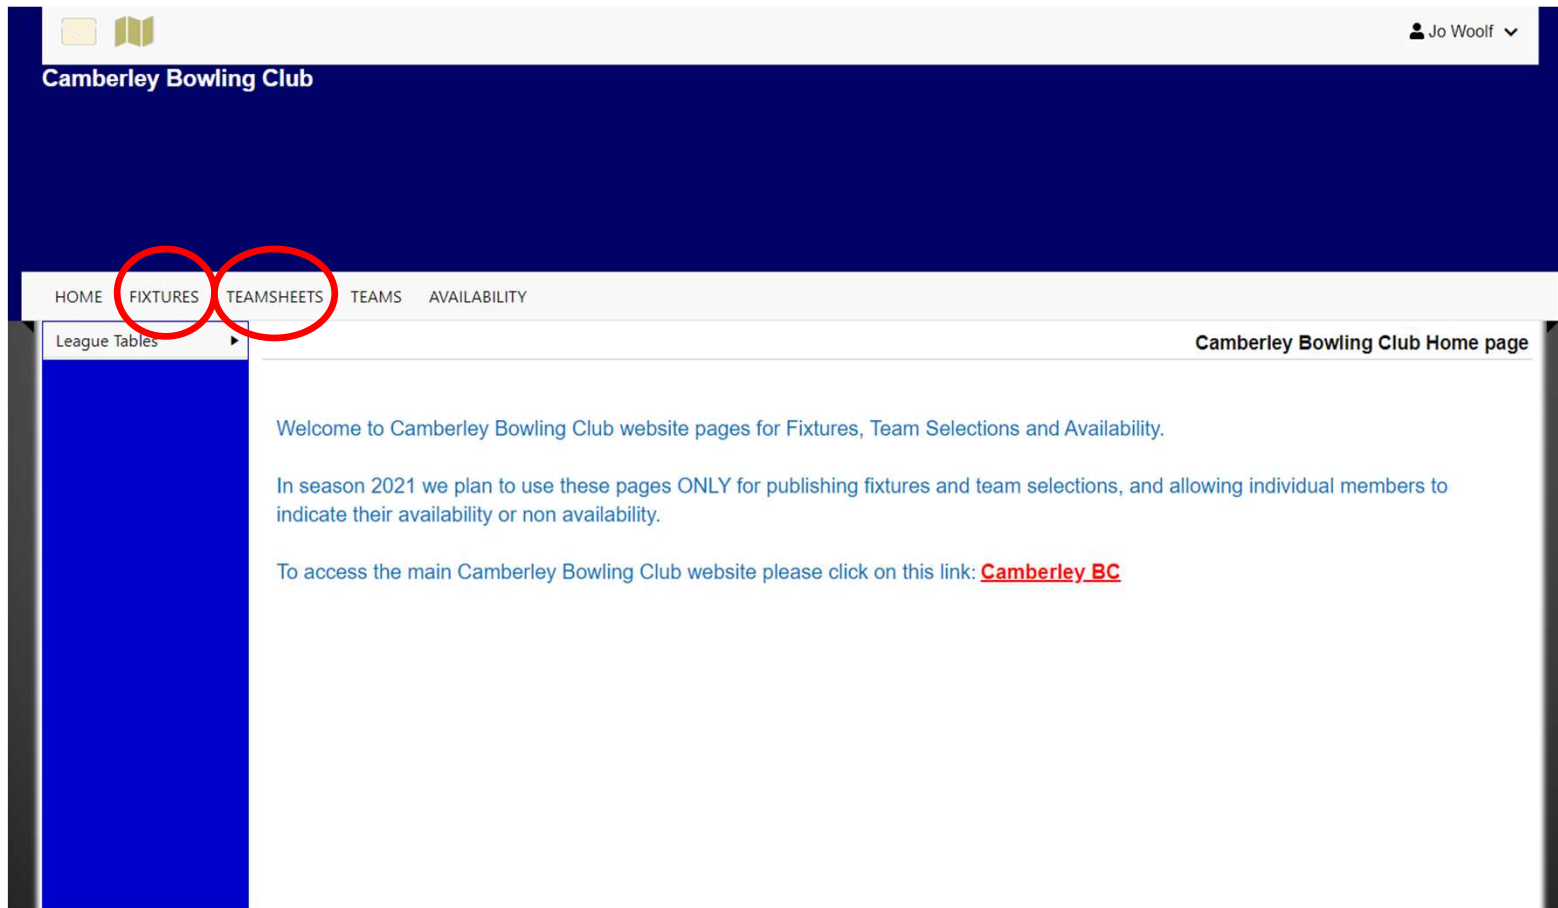 Jo Woolf
Camberley Bowling Club
HOME FIXTURES TEAMSHEETS TEAMS AVAILABILITY
League Tables
Camberley Bowling Club Home page
Welcome to Camberley Bowling Club website pages for Fixtures, Team Selections and Availability.
In season 2021 we plan to use these pages ONLY for publishing fixtures and team selections, and allowing individual members to
indicate their availability or non availability.
To access the main Camberley Bowling Club website please click on this link: Camberley BC